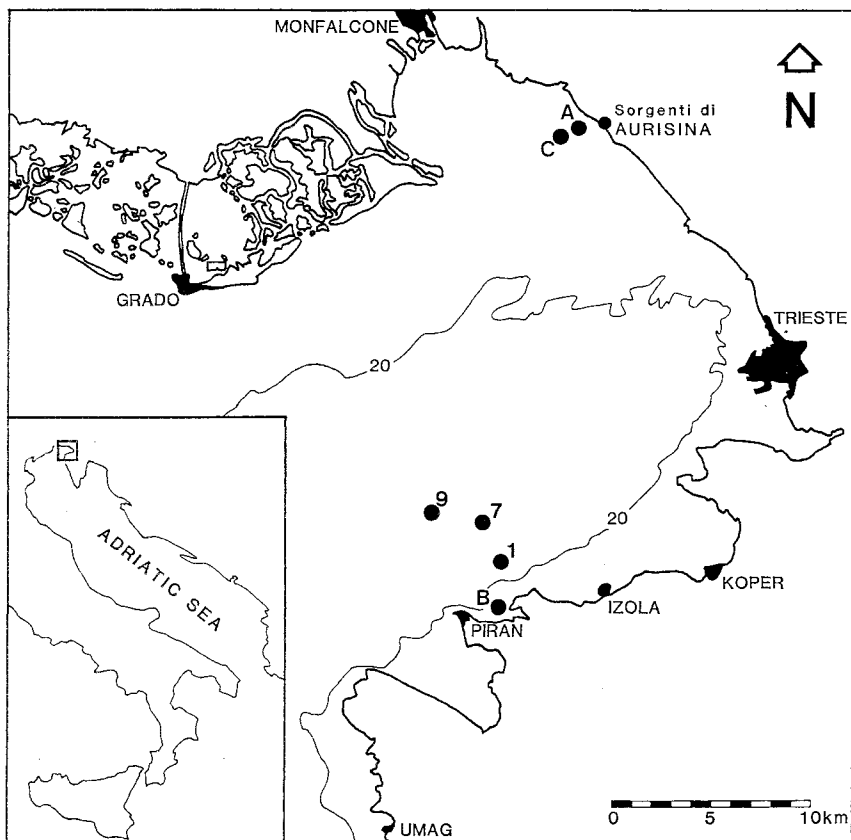 MONFALCONE
N
A
Sorgenti di
AURISINA
C
GRADO
TRIESTE
20
9
7
20
1
KOPER
B
IZOLA
PIRAN
ADRIATIC SEA
UMAG
0 5 10km